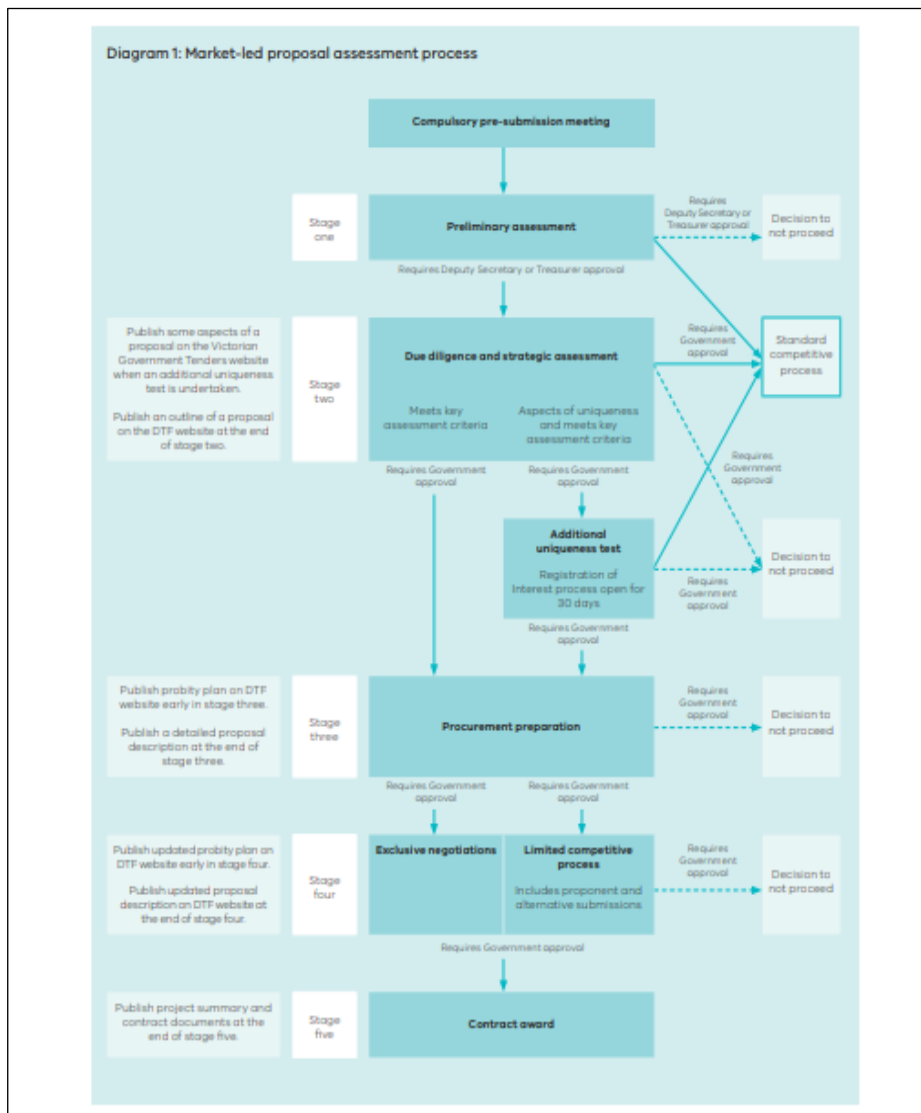 Diagram 1: Market-led proposal assessment process
Compulsory pre-submission meeting
Stage
one
Preliminary assessment
Requires
Deputy Secretary or
Treasurer approval
Decision to
not proceed
Requires Deputy Secretary or Treasurer approval
Publish some aspects of a
proposal on the Victorian
Government Tenders website
when an additional uniqueness
test is undertaken.
Publish an outline of a proposal
on the DTF website at the end
of stage two.
Stage
two
Due diligence and strategic assessment
Meets key
assessment criteria
Aspects of uniqueness
and meets key
assessment criteria
Requires
Government
approval
Standard
competitive
process
Requires Government
approval
Requires Government
approval
Requires
Government
approval
Additional
uniqueness test
Registration of
Interest process open for
30 days
Requires
Government
approval
Decision to
not proceed
Requires Government
approval
Publish probity plan on DTF
website early in stage three.
Publish a detailed proposal
description at the end of
stage three.
Stage
three
Procurement preparation
Requires
Government
approval
Decision to
not proceed
Requires Government
approval
Requires Government
approval
Publish updated probity plan on
DTF website early in stage four.
Publish updated proposal
description on DTF website at
the end of stage four.
Stage
four
Exclusive negotiations
Limited competitive
process
Includes proponent and
alternative submissions
Requires
Government
approval
Decision to
not proceed
Requires Government approval
Publish project summary and
contract documents at the
end of stage five.
Stage
five
Contract award